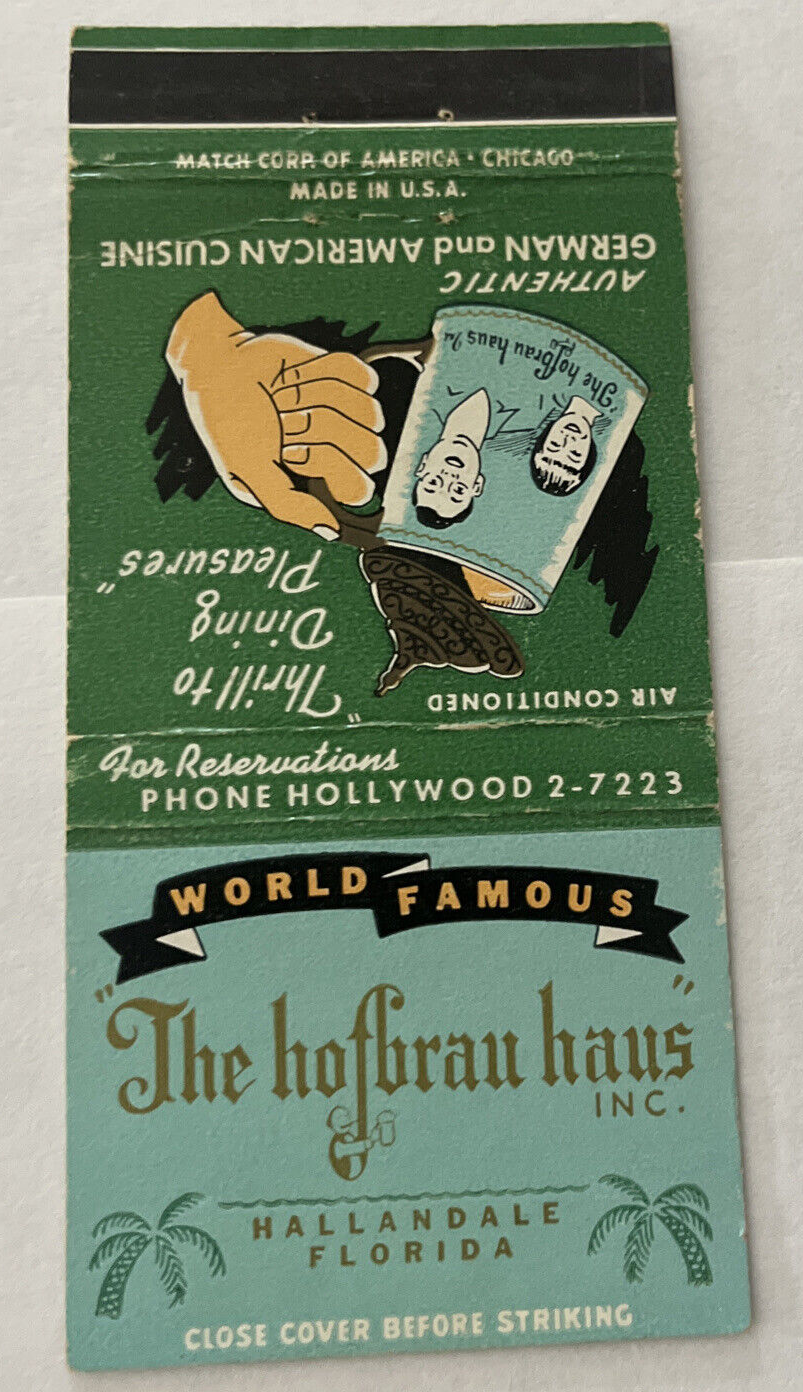 MATCH CORP. OF AMERICA • CHICAGO
MADE IN U.S.A.
AUTHENTIC
GERMAN and AMERICAN CUISINE
"The hofbrau haus"
Inc.
AIR CONDITIONED
"Thrill to
Dining
Pleasures"
For Reservations
PHONE HOLLYWOOD 2-7223
WORLD FAMOUS
"The hofbrau haus"
INC.
HALLANDALE
FLORIDA
CLOSE COVER BEFORE STRIKING